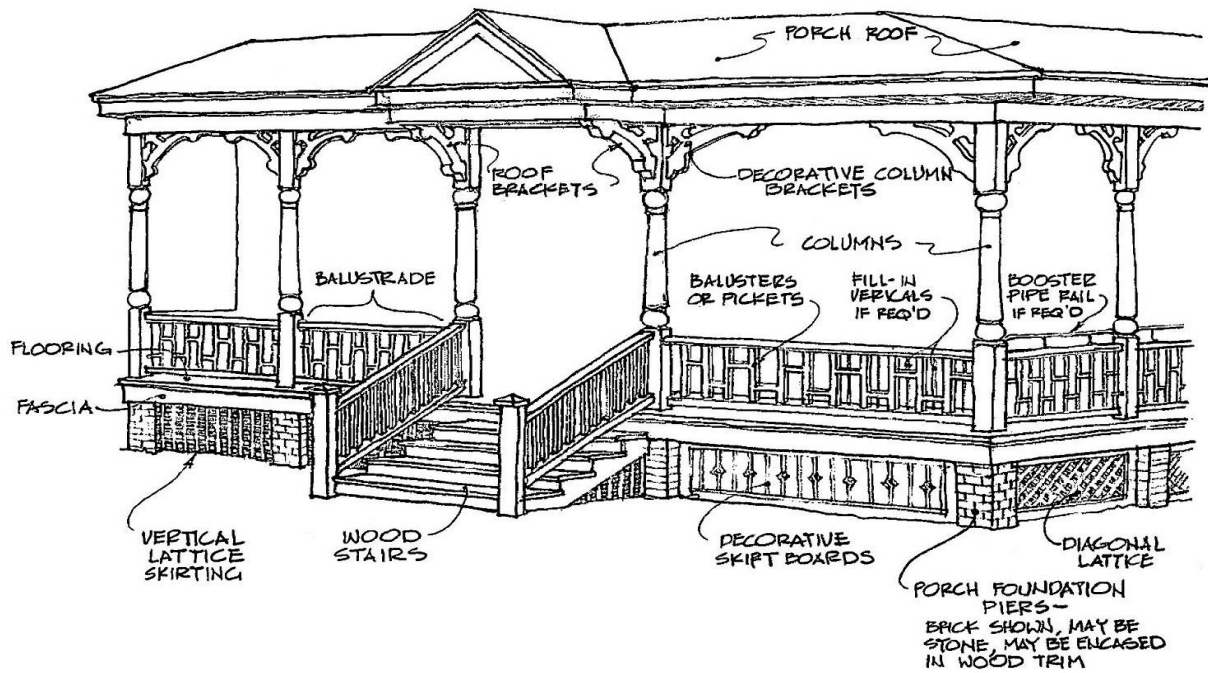 PORCH ROOF
ROOF
BRACKETS
DECORATIVE COLUMN
BRACKETS
COLUMNS
BALUSTRADE
BALUSTERS
OR PICKETS
FILL-IN
VERICALS
IF REQ'D
BOOSTER
PIPE RAIL
IF REQ'D
FLOORING
FASCIA
VERTICAL
LATTICE
SKIRTING
WOOD
STAIRS
DECORATIVE
SKIRT BOARDS
DIAGONAL
LATTICE
PORCH FOUNDATION
PIERS-
BRICK SHOWN, MAY BE
STONE, MAY BE ENCASED
IN WOOD TRIM